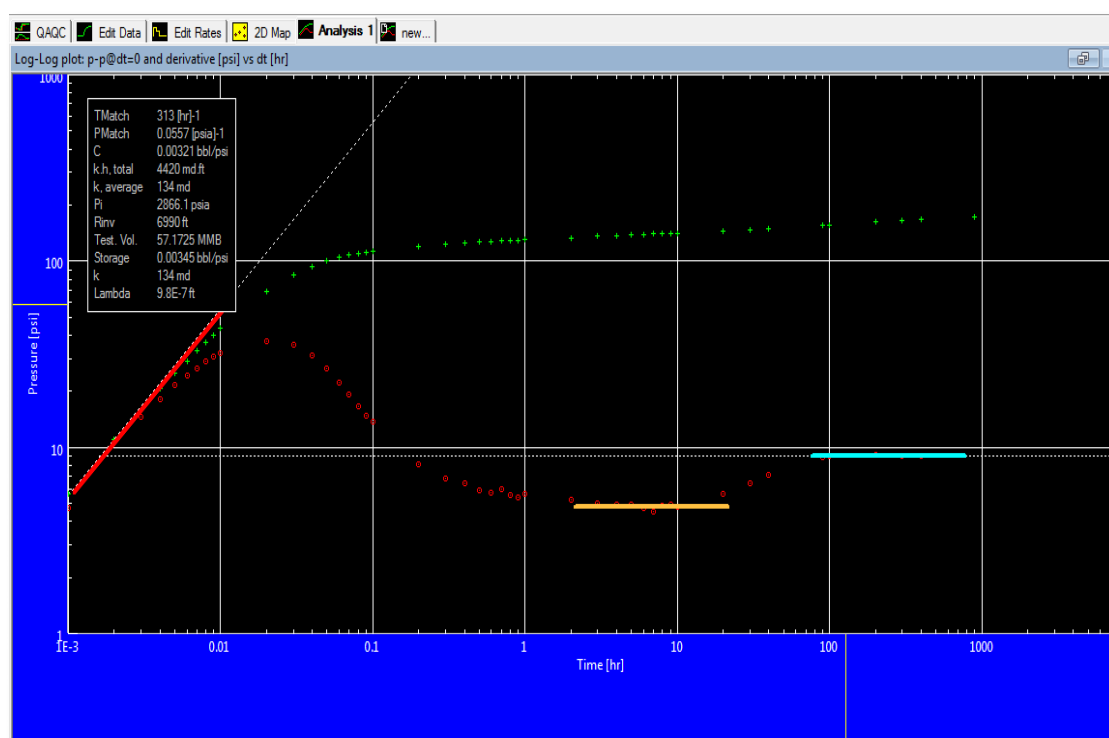 QAQC Edit Data Edit Rates 2D Map Analysis 1 new...
Log-Log plot: p-p@dt=0 and derivative [psi] vs dt [hr]
1000
TMatch 313 [hr]-1
PMatch 0.0557 [psia]-1
C 0.00321 bbl/psi
k.h, total 4420 md.ft
k, average 134 md
Pi 2866.1 psia
Rinv 6990 ft
Test. Vol. 57.1725 MMB
Storage 0.00345 bbl/psi
k 134 md
Lambda 9.8E-7 ft
100
Pressure [psi]
10
1
1E-3 0.01 0.1 1 10 100 1000
Time [hr]